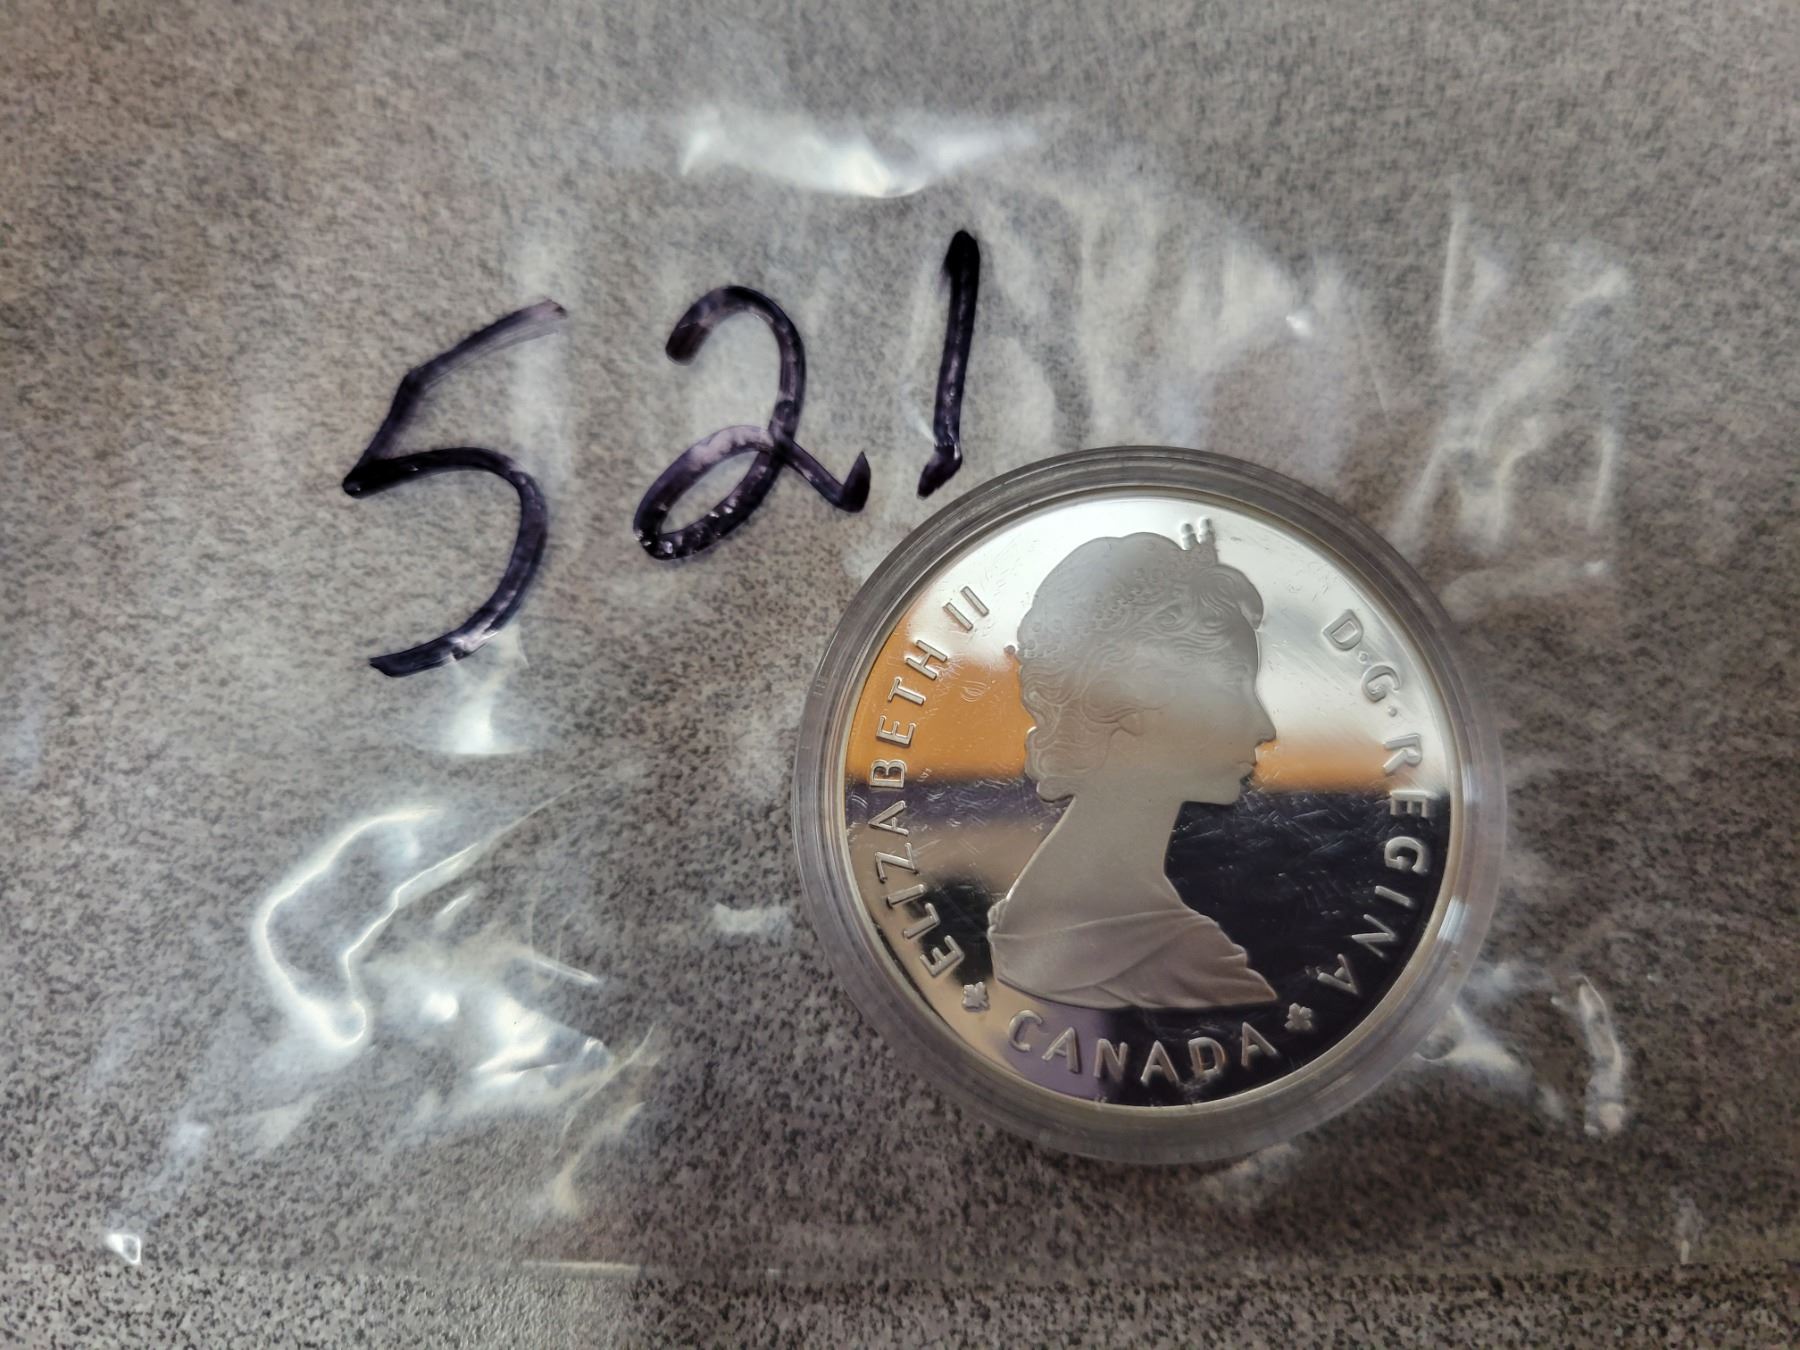 521
ELIZABETH II
D·G·REGINA
CANADA